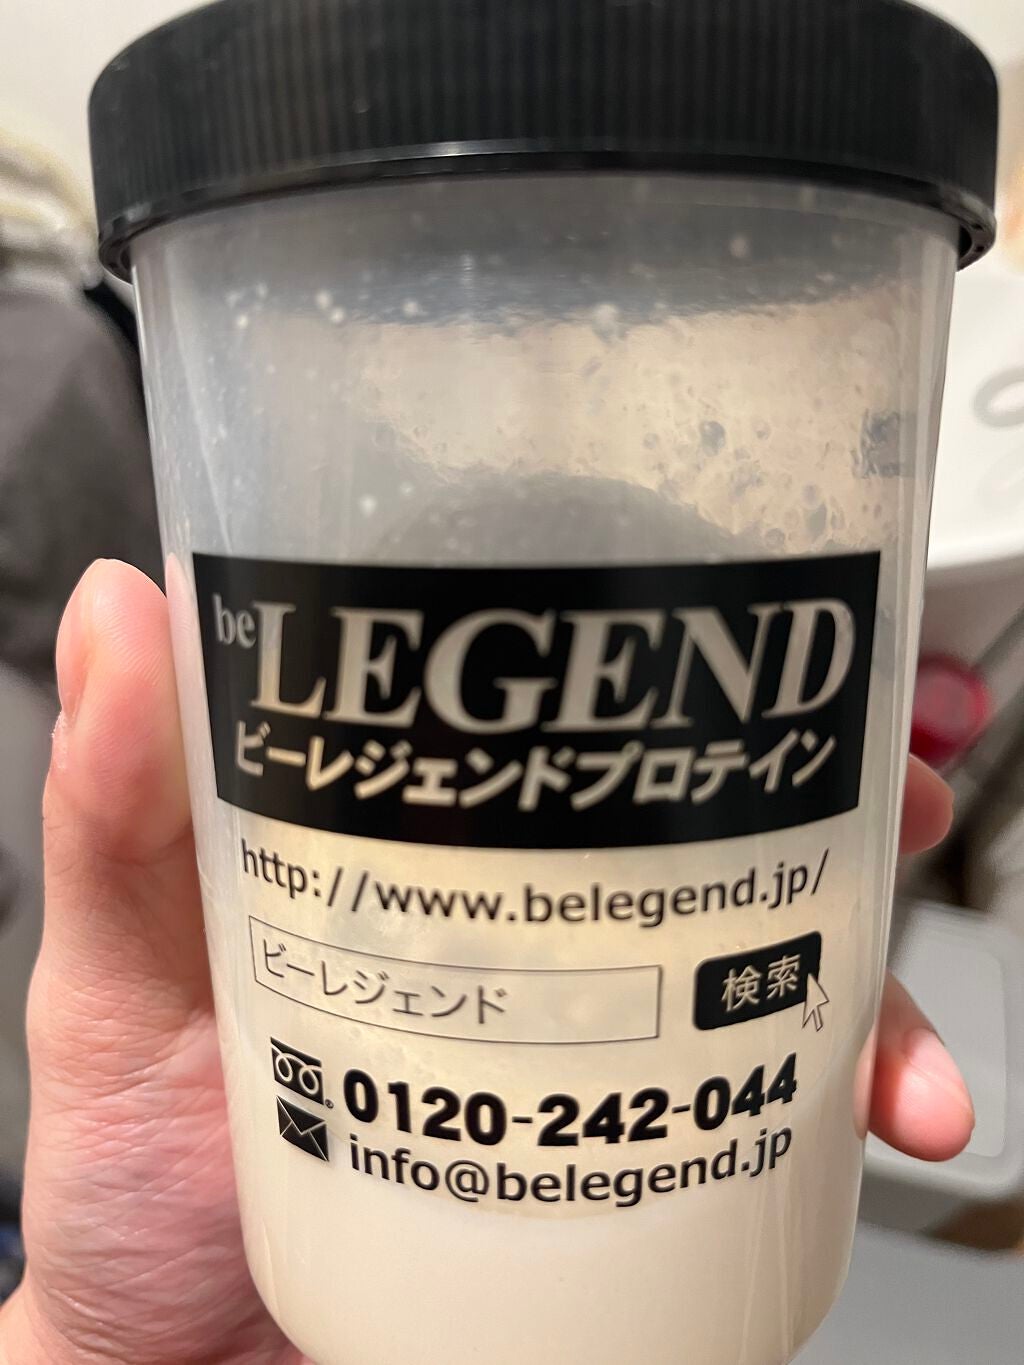 be LEGEND
ビーレジェンドプロテイン
http://www.belegend.jp/
ビーレジェンド 検索
0120-242-044
info@belegend.jp